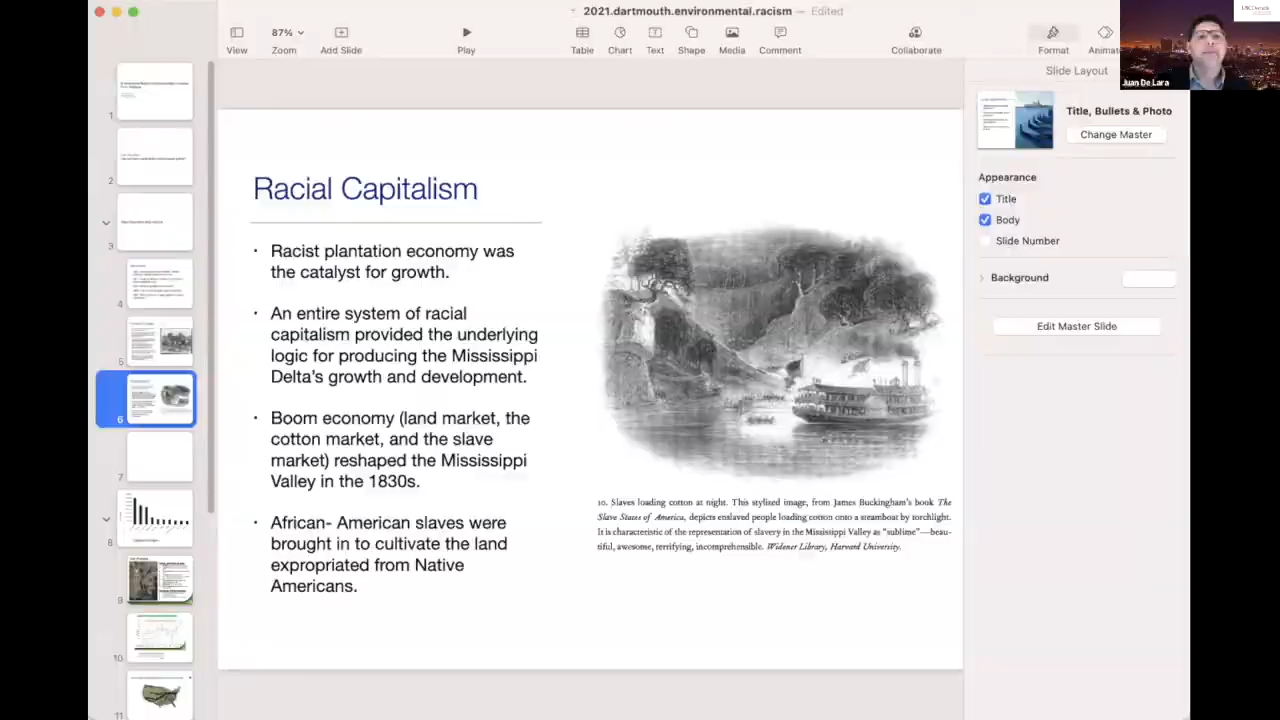 2021.dartmouth.environmental.racism — Edited
View
87%
Zoom
Add Slide
Play
Table
Chart
Text
Shape
Media
Comment
Collaborate
Format
Animate
Juan De Lara
Slide Layout
Title, Bullets & Photo
Change Master
Appearance
Title
Body
Slide Number
Background
Edit Master Slide
1
2
3
4
5
6
7
8
9
10
11
Racial Capitalism
· Racist plantation economy was
the catalyst for growth.
· An entire system of racial
capitalism provided the underlying
logic for producing the Mississippi
Delta's growth and development.
· Boom economy (land market, the
cotton market, and the slave
market) reshaped the Mississippi
Valley in the 1830s.
· African- American slaves were
brought in to cultivate the land
expropriated from Native
Americans.
10. Slaves loading cotton at night. This stylized image, from James Buckingham's book The
Slave States of America, depicts enslaved people loading cotton onto a steamboat by torchlight.
It is characteristic of the representation of slavery in the Mississippi Valley as "sublime"—beau-
tiful, awesome, terrifying, incomprehensible. Widener Library, Harvard University.